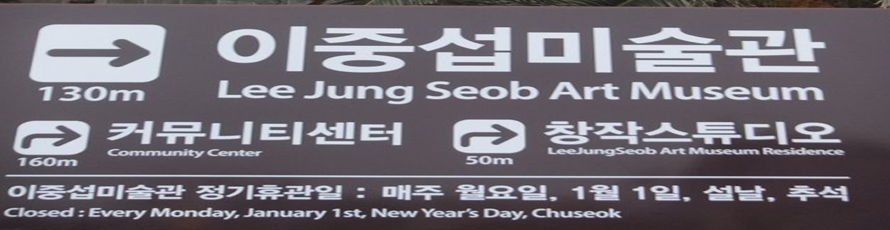 이중섭미술관
130m Lee Jung Seob Art Museum
커뮤니티센터 창작스튜디오
160m Community Center 50m LeeJungSeob Art Museum Residence
이중섭미술관 정기휴관일 : 매주 월요일, 1월 1일, 설날, 추석
Closed : Every Monday, January 1st, New Year's Day, Chuseok